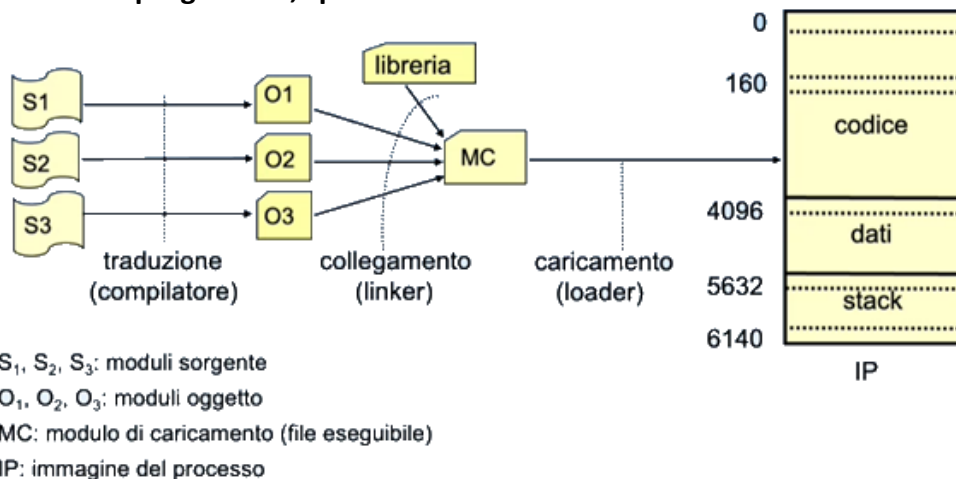 S1
S2
S3
O1
O2
O3
libreria
MC
traduzione
(compilatore)
collegamento
(linker)
caricamento
(loader)
0
160
codice
4096
dati
5632
stack
6140
IP
S₁, S₂, S₃: moduli sorgente
O₁, O₂, O₃: moduli oggetto
MC: modulo di caricamento (file eseguibile)
IP: immagine del processo